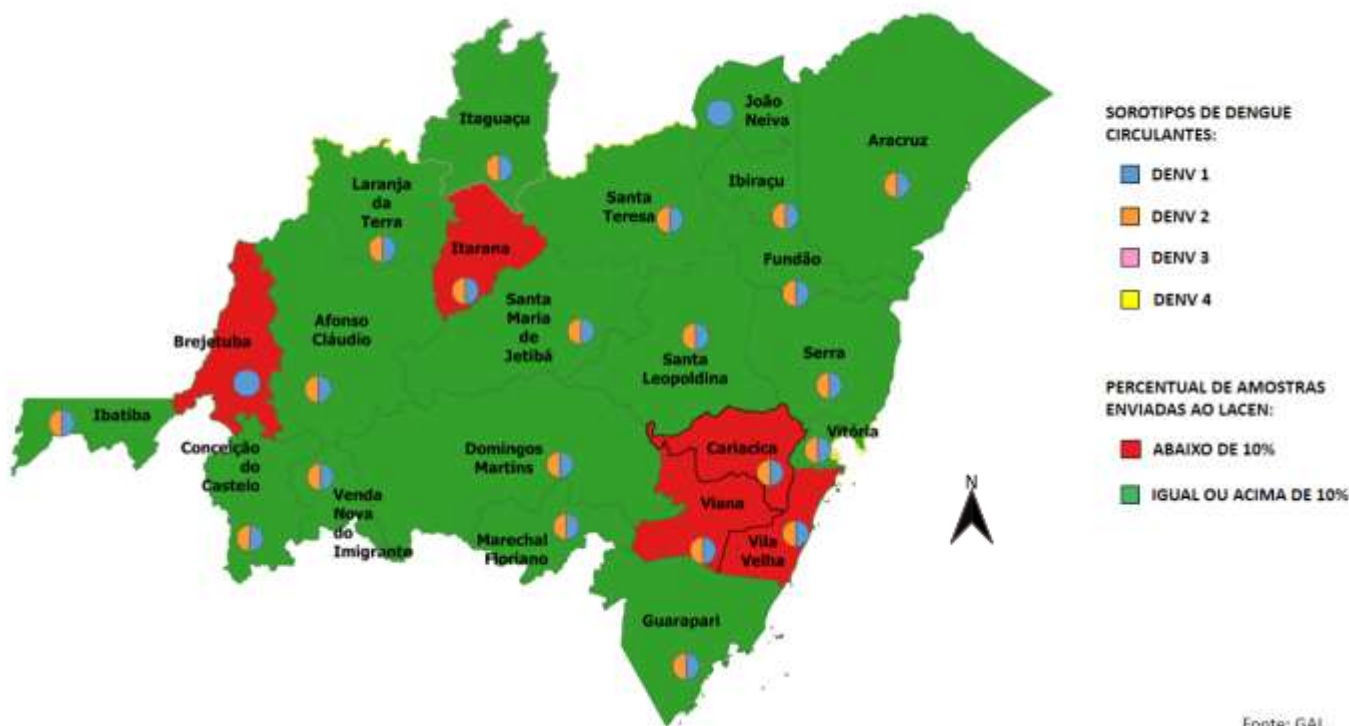 João
Neiva
Itaguaçu
Aracruz
Ibiraçu
Laranja
da
Terra
Santa
Teresa
Itarana
Fundão
Santa
Maria
de
Jetibá
Afonso
Cláudio
Brejetuba
Santa
Leopoldina
Serra
Ibatiba
Vitória
Conceição
do
Castelo
Domingos
Martins
Cariacica
Venda
Nova
do
Imigrante
Viana
Marechal
Floriano
Vila
Velha
Guarapari
N
SOROTIPOS DE DENGUE
CIRCULANTES:
DENV 1
DENV 2
DENV 3
DENV 4
PERCENTUAL DE AMOSTRAS
ENVIADAS AO LACEN:
ABAIXO DE 10%
IGUAL OU ACIMA DE 10%
Fonte: GAL